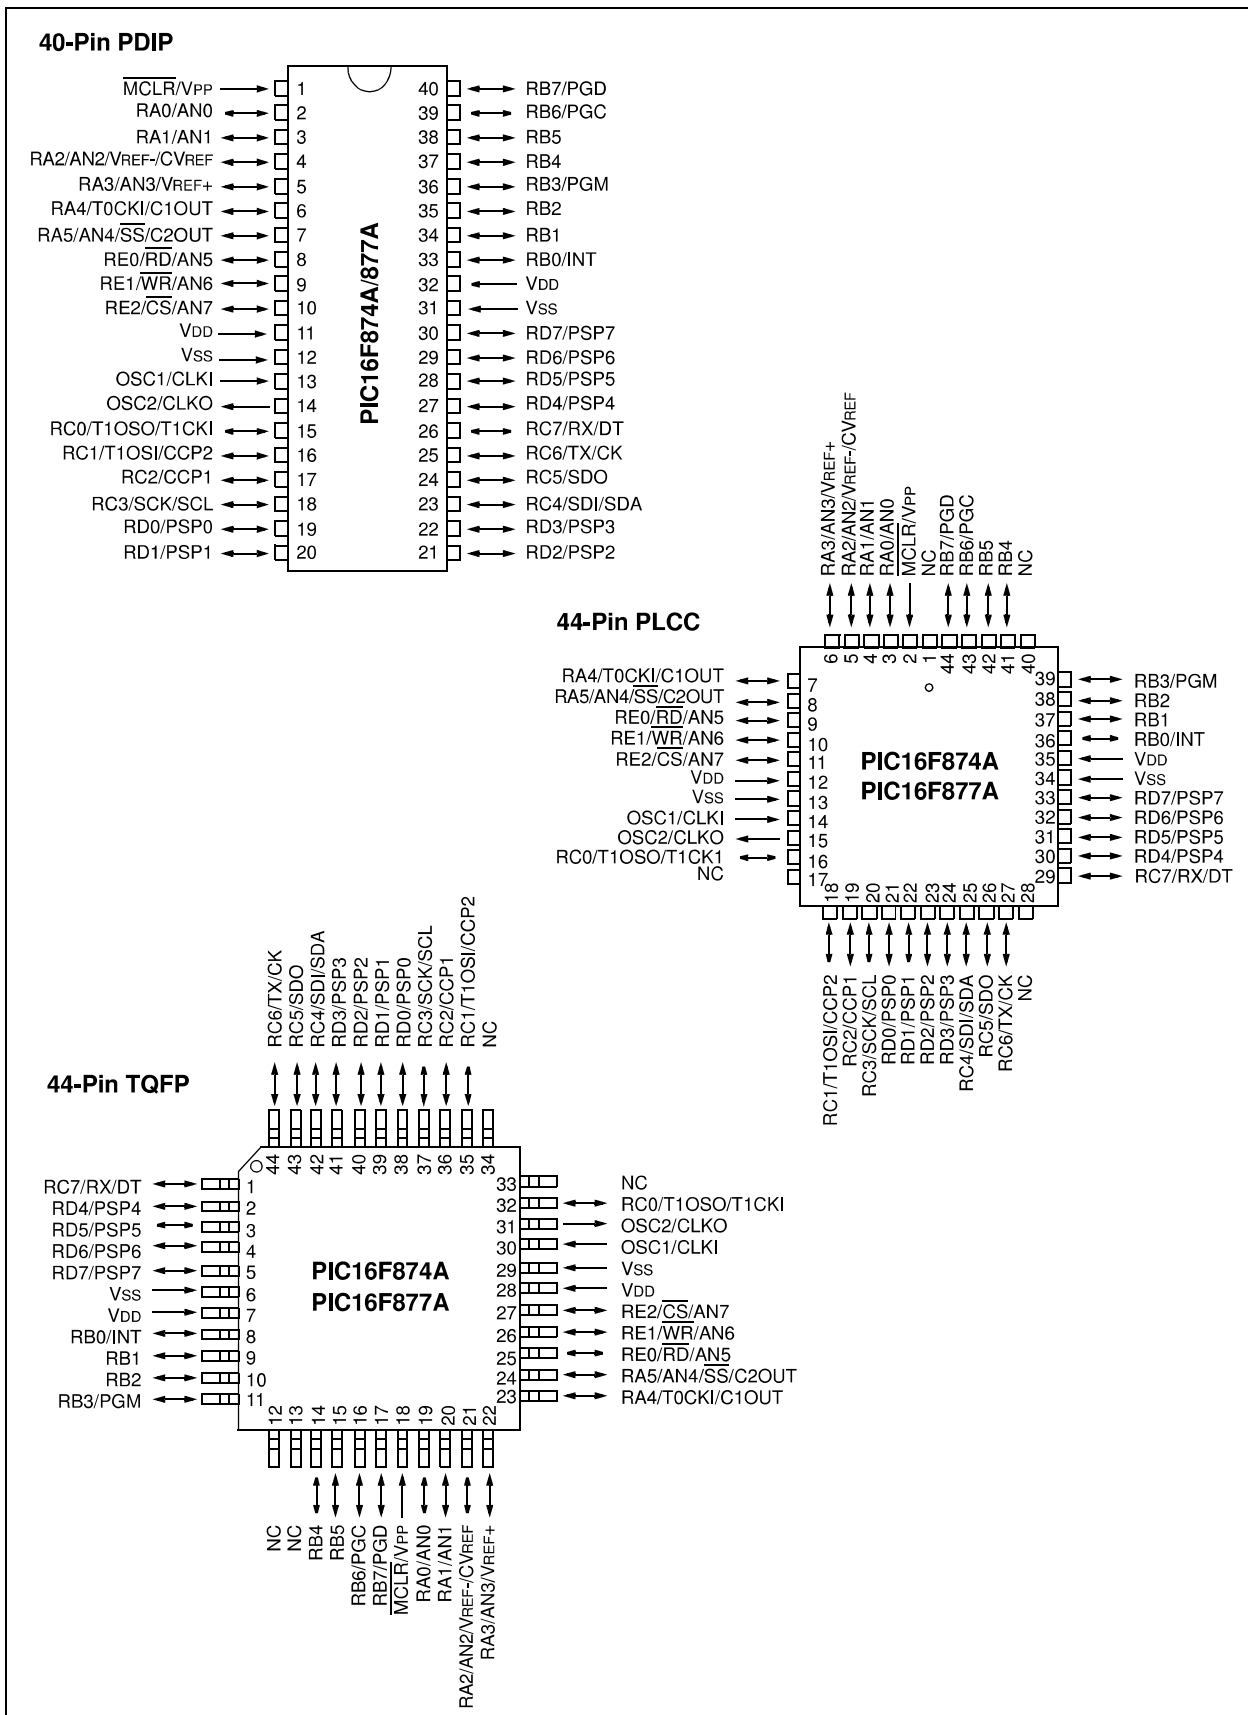 40-Pin PDIP
MCLR/VPP 1 40 RB7/PGD
RA0/AN0 2 39 RB6/PGC
RA1/AN1 3 38 RB5
RA2/AN2/VREF-/CVREF 4 37 RB4
RA3/AN3/VREF+ 5 36 RB3/PGM
RA4/T0CKI/C1OUT 6 35 RB2
RA5/AN4/SS/C2OUT 7 34 RB1
RE0/RD/AN5 8 33 RB0/INT
RE1/WR/AN6 9 32 VDD
RE2/CS/AN7 10 31 VSS
VDD 11 30 RD7/PSP7
VSS 12 29 RD6/PSP6
OSC1/CLKI 13 28 RD5/PSP5
OSC2/CLKO 14 27 RD4/PSP4
RC0/T1OSO/T1CKI 15 26 RC7/RX/DT
RC1/T1OSI/CCP2 16 25 RC6/TX/CK
RC2/CCP1 17 24 RC5/SDO
RC3/SCK/SCL 18 23 RC4/SDI/SDA
RD0/PSP0 19 22 RD3/PSP3
RD1/PSP1 20 21 RD2/PSP2
PIC16F874A/877A
44-Pin PLCC
RA3/AN3/VREF+
RA2/AN2/VREF-/CVREF
RA1/AN1
RA0/AN0
MCLR/VPP
NC
RB7/PGD
RB6/PGC
RB5
RB4
NC
6 5 4 3 2 1 44 43 42 41 40
RA4/T0CKI/C1OUT 7 39 RB3/PGM
RA5/AN4/SS/C2OUT 8 38 RB2
RE0/RD/AN5 9 37 RB1
RE1/WR/AN6 10 36 RB0/INT
RE2/CS/AN7 11 35 VDD
VDD 12 34 VSS
VSS 13 33 RD7/PSP7
OSC1/CLKI 14 32 RD6/PSP6
OSC2/CLKO 15 31 RD5/PSP5
RC0/T1OSO/T1CK1 16 30 RD4/PSP4
NC 17 29 RC7/RX/DT
PIC16F874A
PIC16F877A
18 19 20 21 22 23 24 25 26 27 28
RC1/T1OSI/CCP2
RC2/CCP1
RC3/SCK/SCL
RD0/PSP0
RD1/PSP1
RD2/PSP2
RD3/PSP3
RC4/SDI/SDA
RC5/SDO
RC6/TX/CK
NC
44-Pin TQFP
RC6/TX/CK
RC5/SDO
RC4/SDI/SDA
RD3/PSP3
RD2/PSP2
RD1/PSP1
RD0/PSP0
RC3/SCK/SCL
RC2/CCP1
RC1/T1OSI/CCP2
NC
44 43 42 41 40 39 38 37 36 35 34
RC7/RX/DT 1 33 NC
RD4/PSP4 2 32 RC0/T1OSO/T1CKI
RD5/PSP5 3 31 OSC2/CLKO
RD6/PSP6 4 30 OSC1/CLKI
RD7/PSP7 5 29 VSS
VSS 6 28 VDD
VDD 7 27 RE2/CS/AN7
RB0/INT 8 26 RE1/WR/AN6
RB1 9 25 RE0/RD/AN5
RB2 10 24 RA5/AN4/SS/C2OUT
RB3/PGM 11 23 RA4/T0CKI/C1OUT
PIC16F874A
PIC16F877A
12 13 14 15 16 17 18 19 20 21 22
NC
NC
RB4
RB5
RB6/PGC
RB7/PGD
MCLR/VPP
RA0/AN0
RA1/AN1
RA2/AN2/VREF-/CVREF
RA3/AN3/VREF+